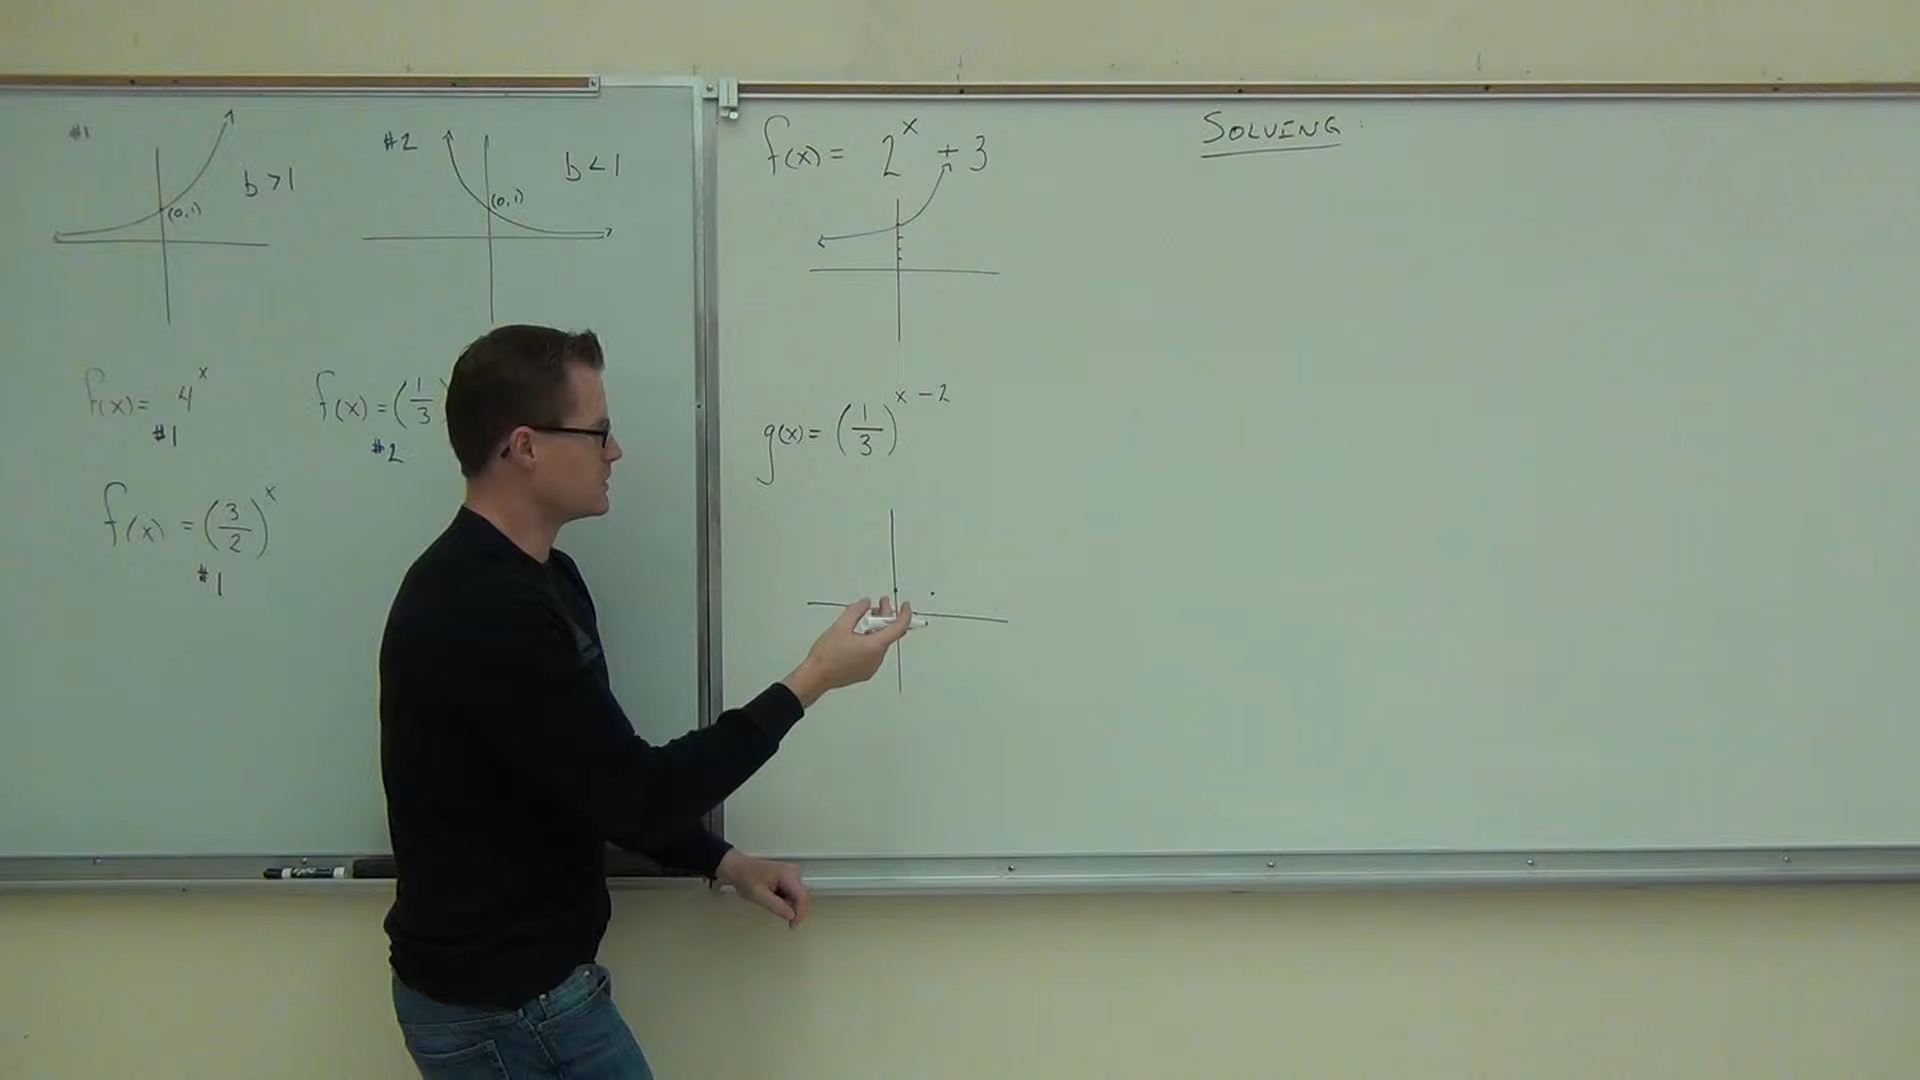 #1
b > 1
(0,1)
#2
b < 1
(0,1)
f(x) = 4^x
#1
f(x) = (1/3)
#2
f(x) = (3/2)^x
#1
f(x) = 2^x + 3
g(x) = (1/3)^(x - 2)
SOLVING: